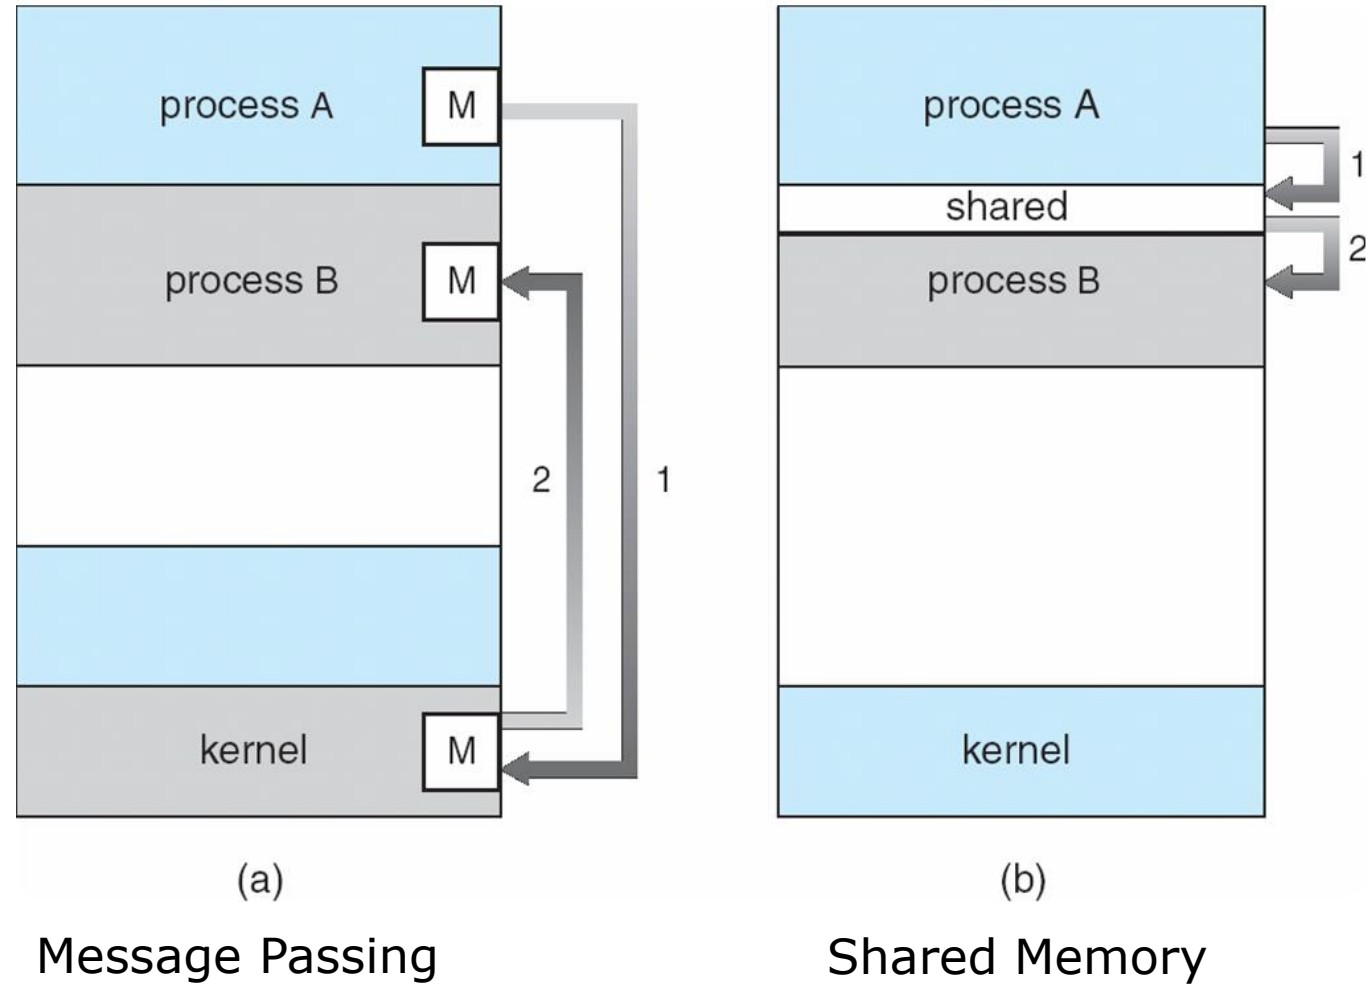 process A
M
process B
M
2
1
kernel
M
(a)
Message Passing
process A
1
shared
2
process B
kernel
(b)
Shared Memory